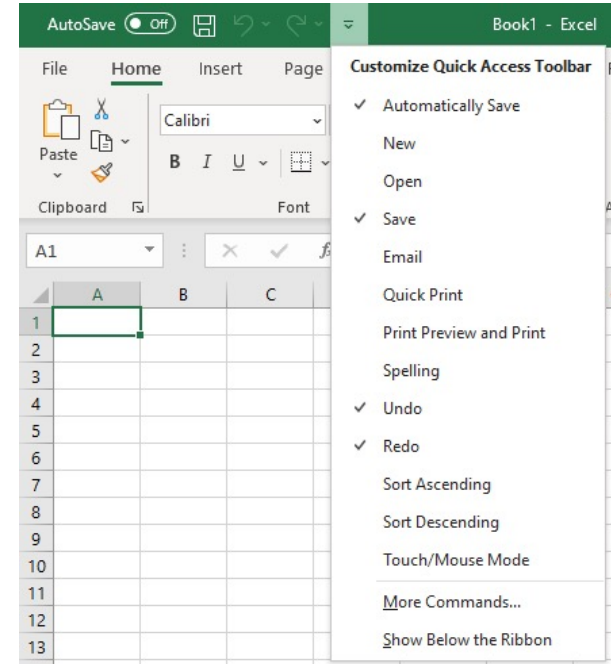 AutoSave Off Book1 - Excel
File Home Insert Page
Customize Quick Access Toolbar
Automatically Save
New
Open
Save
Email
Quick Print
Print Preview and Print
Spelling
Undo
Redo
Sort Ascending
Sort Descending
Touch/Mouse Mode
More Commands...
Show Below the Ribbon
Paste
Calibri
B I U
Clipboard Font
A1
A B C
1
2
3
4
5
6
7
8
9
10
11
12
13